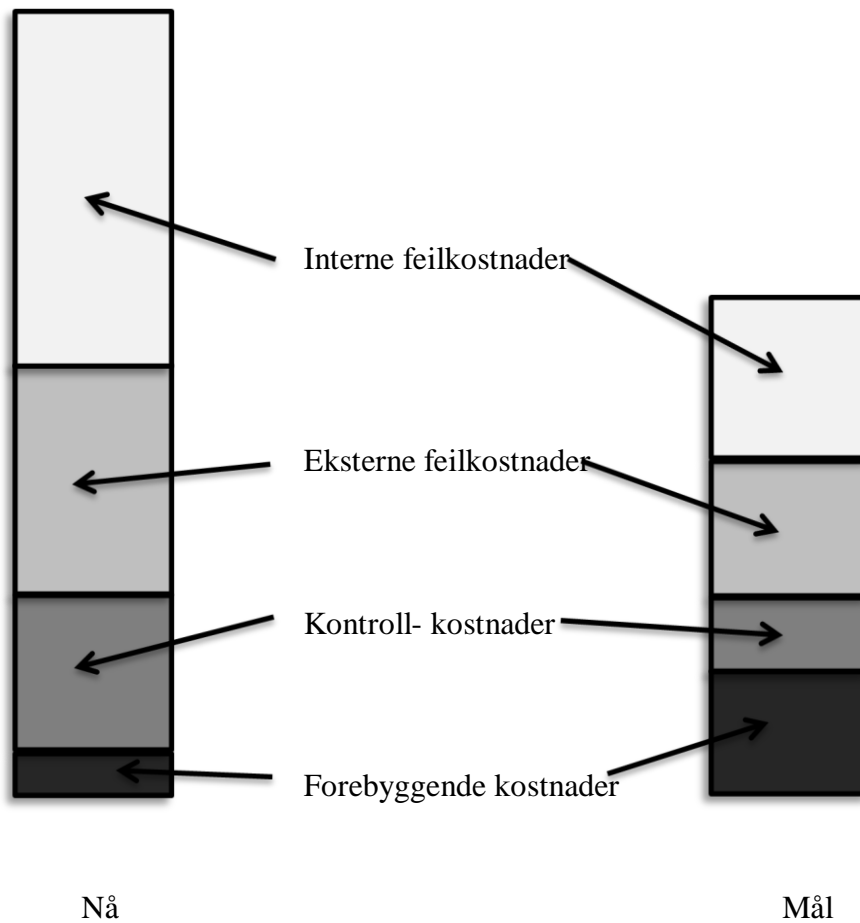 Interne feilkostnader
Eksterne feilkostnader
Kontroll- kostnader
Forebyggende kostnader
Nå
Mål